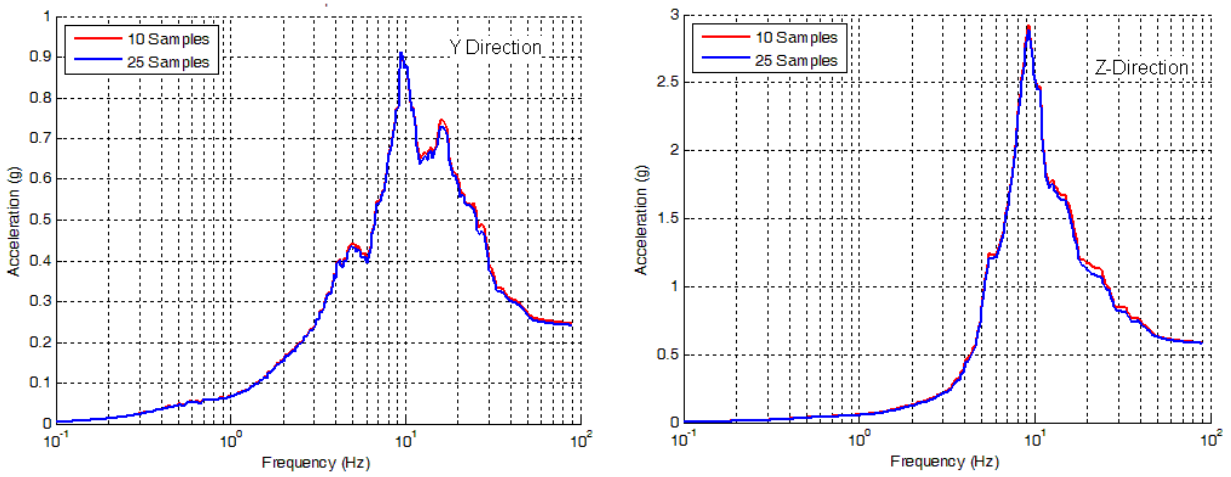 1
0.9
0.8
0.7
0.6
0.5
0.4
0.3
0.2
0.1
0
Acceleration (g)
10 Samples
25 Samples
Y Direction
10^-1
10^0
10^1
10^2
Frequency (Hz)
3
2.5
2
1.5
1
0.5
0
Acceleration (g)
10 Samples
25 Samples
Z-Direction
10^-1
10^0
10^1
10^2
Frequency (Hz)